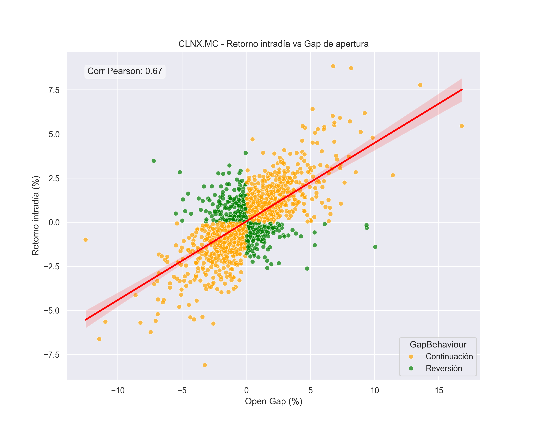 CLNX.MC - Retorno intradía vs Gap de apertura
Corr Pearson: 0.67
7.5
5.0
2.5
0.0
−2.5
−5.0
−7.5
Retorno intradía (%)
−10
−5
0
5
10
15
Open Gap (%)
GapBehaviour
Continuación
Reversión